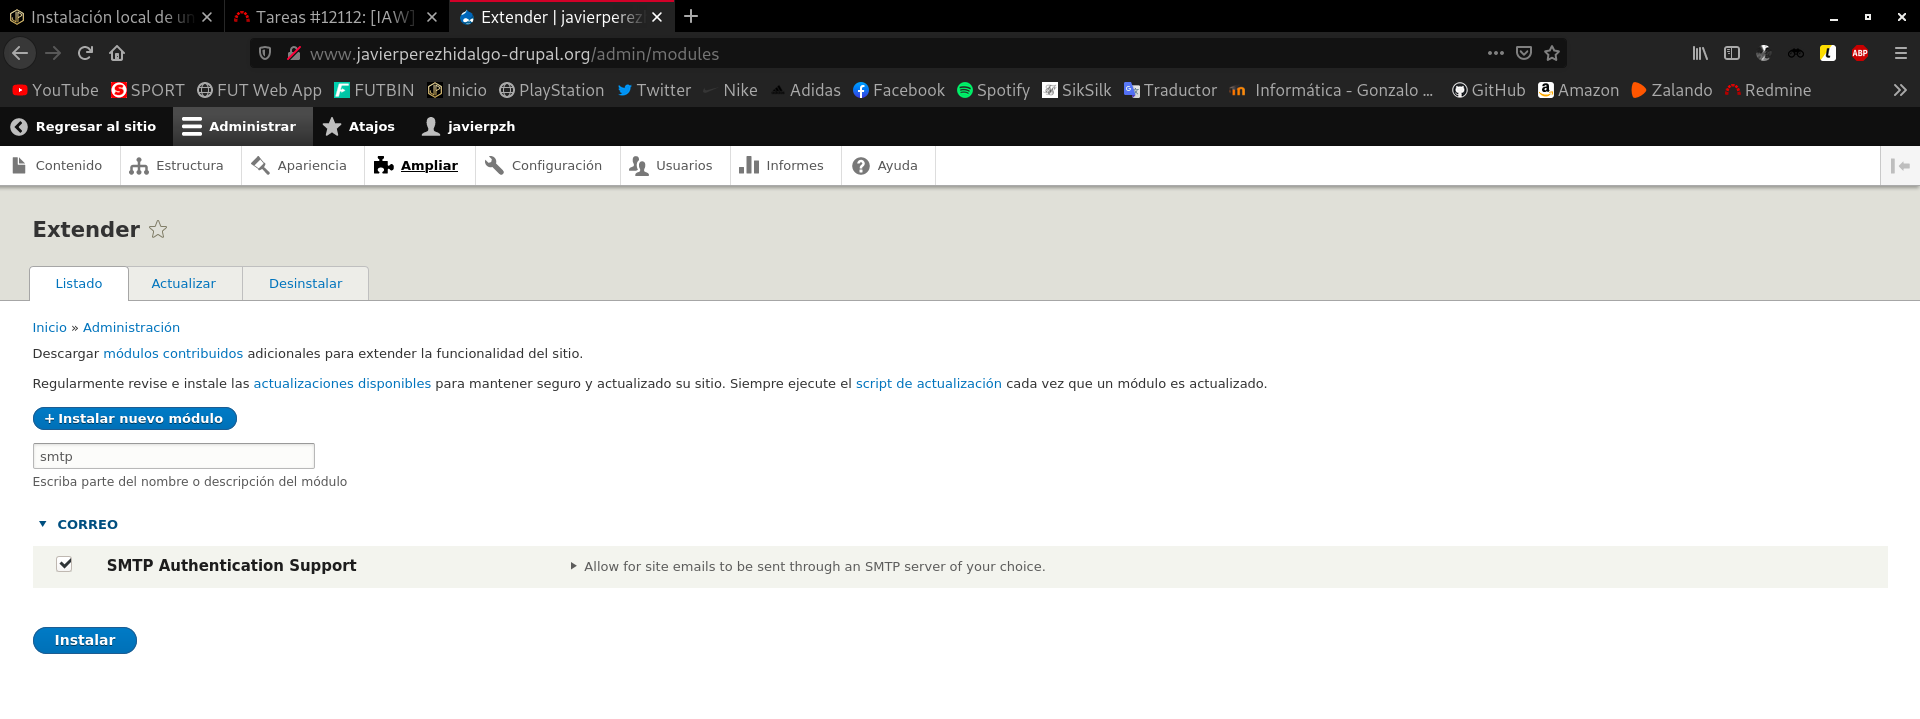 Instalación local de un
Tareas #12112: [IAW]
Extender | javierperez
www.javierperezhidalgo-drupal.org/admin/modules
ABP
YouTube SPORT FUT Web App FUTBIN Inicio PlayStation Twitter Nike Adidas Facebook Spotify SikSilk Traductor Informática - Gonzalo ... GitHub Amazon Zalando Redmine
Regresar al sitio Administrar Atajos javierpzh
Contenido Estructura Apariencia Ampliar Configuración Usuarios Informes Ayuda
Extender
Listado Actualizar Desinstalar
Inicio » Administración
Descargar módulos contribuidos adicionales para extender la funcionalidad del sitio.
Regularmente revise e instale las actualizaciones disponibles para mantener seguro y actualizado su sitio. Siempre ejecute el script de actualización cada vez que un módulo es actualizado.
+ Instalar nuevo módulo
smtp
Escriba parte del nombre o descripción del módulo
CORREO
SMTP Authentication Support
Allow for site emails to be sent through an SMTP server of your choice.
Instalar